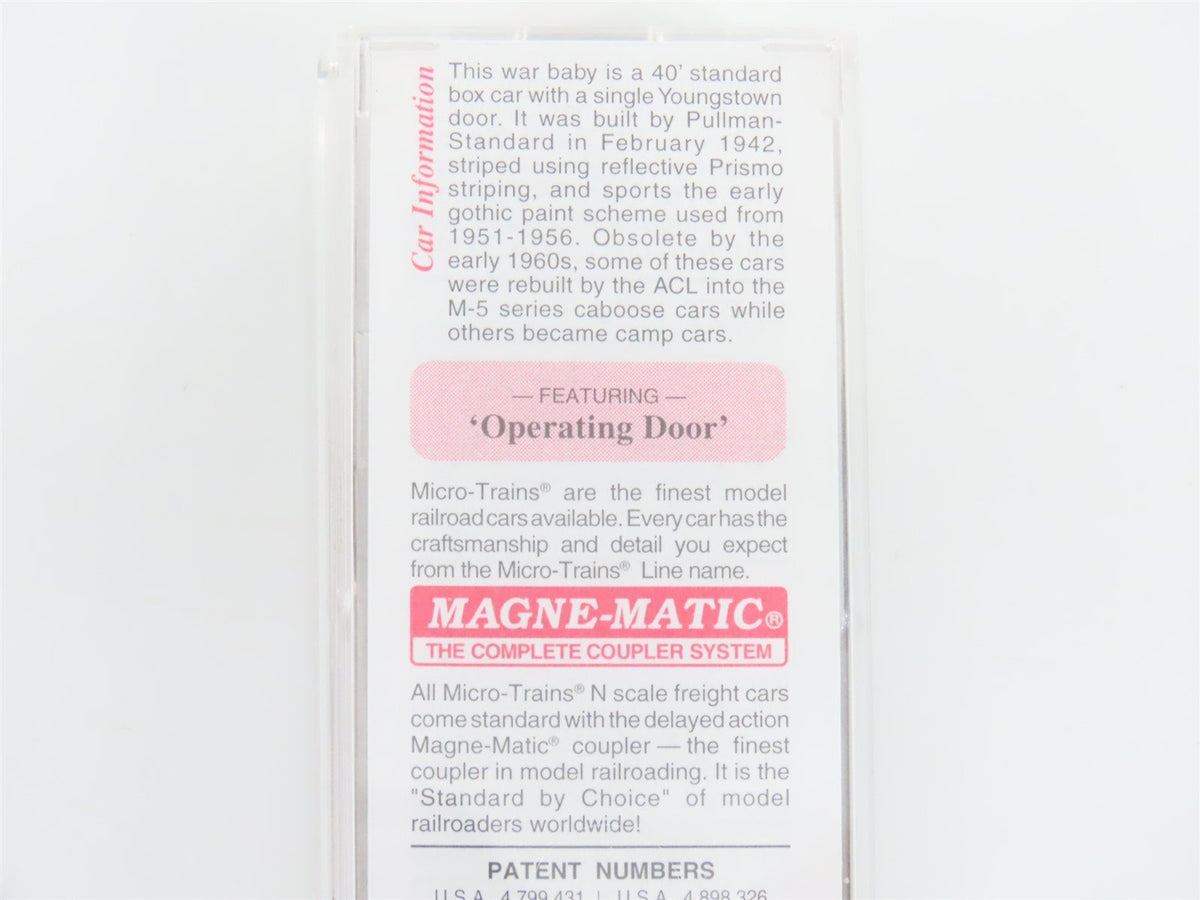 Car Information
This war baby is a 40' standard
box car with a single Youngstown
door. It was built by Pullman-
Standard in February 1942,
striped using reflective Prismo
striping, and sports the early
gothic paint scheme used from
1951-1956. Obsolete by the
early 1960s, some of these cars
were rebuilt by the ACL into the
M-5 series caboose cars while
others became camp cars.
— FEATURING —
‘Operating Door’
Micro-Trains® are the finest model
railroad cars available. Every car has the
craftsmanship and detail you expect
from the Micro-Trains® Line name.
MAGNE-MATIC®
THE COMPLETE COUPLER SYSTEM
All Micro-Trains® N scale freight cars
come standard with the delayed action
Magne-Matic® coupler — the finest
coupler in model railroading. It is the
"Standard by Choice" of model
railroaders worldwide!
PATENT NUMBERS
U.S.A. 4,799,431 | U.S.A. 4,898,326